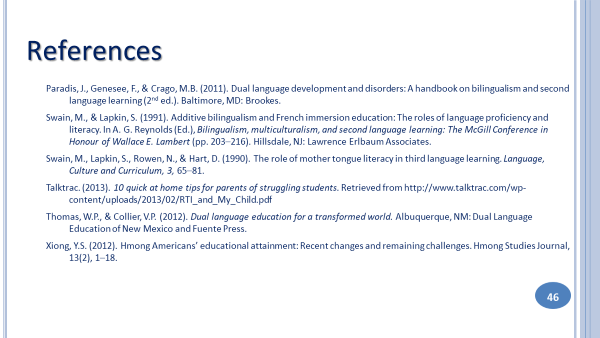 References
Paradis, J., Genesee, F., & Crago, M.B. (2011). Dual language development and disorders: A handbook on bilingualism and second
language learning (2nd ed.). Baltimore, MD: Brookes.
Swain, M., & Lapkin, S. (1991). Additive bilingualism and French immersion education: The roles of language proficiency and
literacy. In A. G. Reynolds (Ed.), Bilingualism, multiculturalism, and second language learning: The McGill Conference in
Honour of Wallace E. Lambert (pp. 203–216). Hillsdale, NJ: Lawrence Erlbaum Associates.
Swain, M., Lapkin, S., Rowen, N., & Hart, D. (1990). The role of mother tongue literacy in third language learning. Language,
Culture and Curriculum, 3, 65–81.
Talktrac. (2013). 10 quick at home tips for parents of struggling students. Retrieved from http://www.talktrac.com/wp-
content/uploads/2013/02/RTI_and_My_Child.pdf
Thomas, W.P., & Collier, V.P. (2012). Dual language education for a transformed world. Albuquerque, NM: Dual Language
Education of New Mexico and Fuente Press.
Xiong, Y.S. (2012). Hmong Americans’ educational attainment: Recent changes and remaining challenges. Hmong Studies Journal,
13(2), 1–18.
46